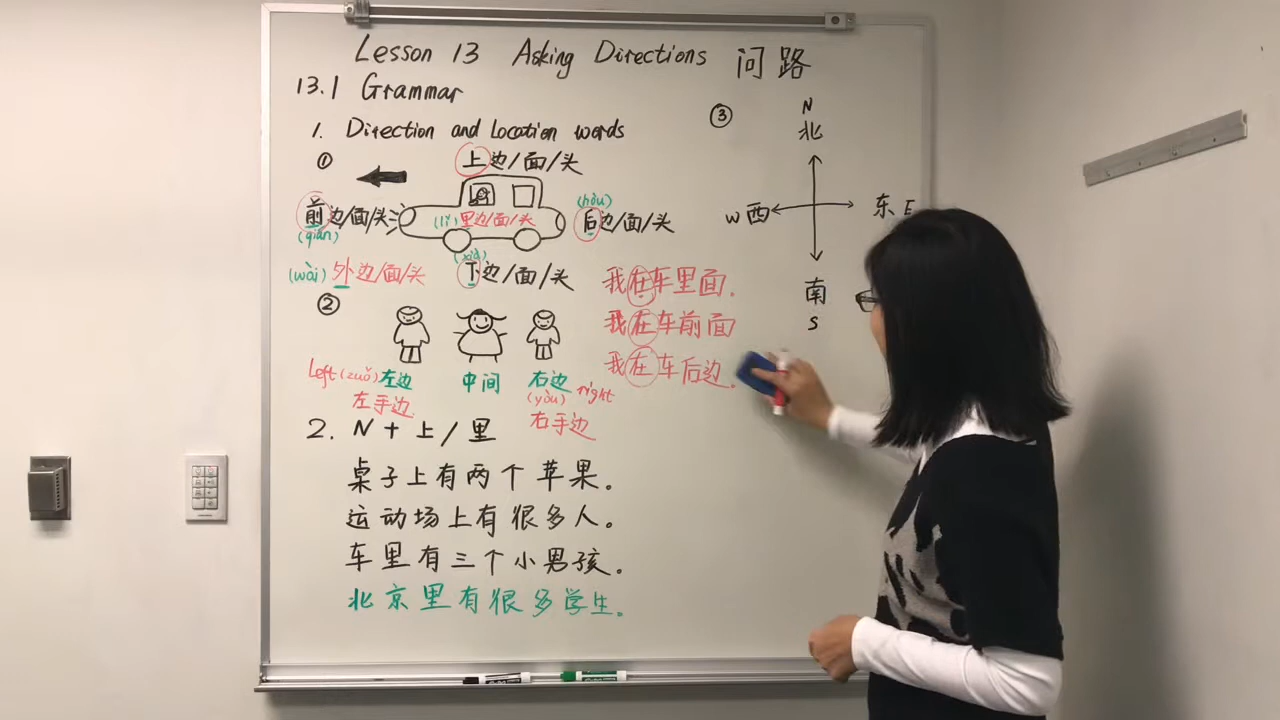 Lesson 13 Asking Directions 问路
13.1 Grammar
1. Direction and Location words
①
上边/面/头
前边/面/头
(qián)
(lǐ) 里边/面/头
(hòu)
后边/面/头
(wài) 外边/面/头
(xià)
下边/面/头
②
Left (zuǒ) 左边
左手边
中间
右边
(yòu) right
右手边
2. N + 上/里
桌子上有两个苹果。
运动场上有很多人。
车里有三个小男孩。
北京里有很多学生。
③
N
北
W 西
东 E
南
S
我在车里面.
我在车前面
我在车后边.